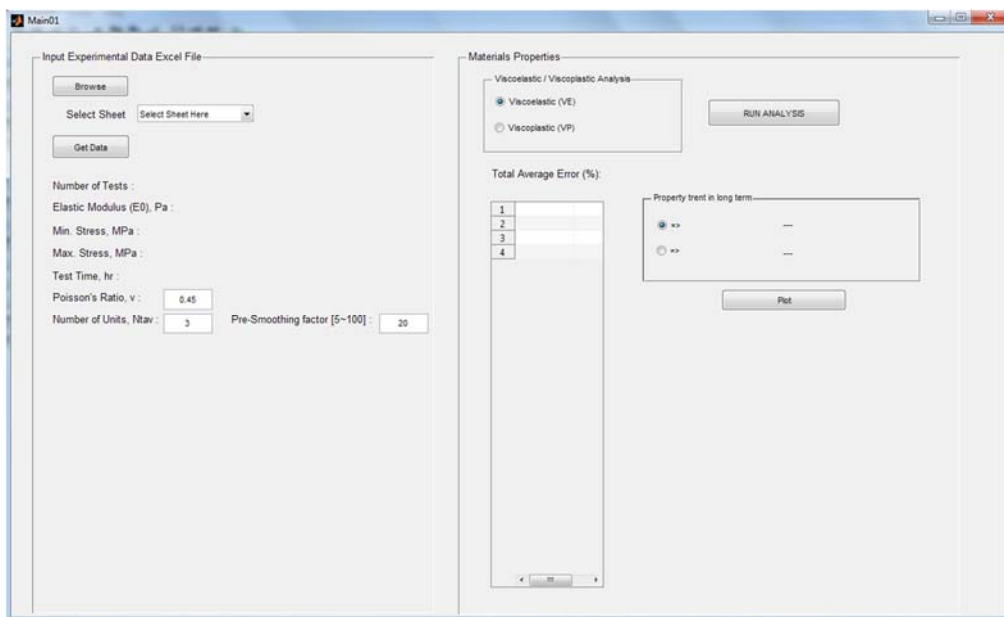 Main01
Input Experimental Data Excel File
Browse
Select Sheet Select Sheet Here
Get Data
Number of Tests :
Elastic Modulus (E0), Pa :
Min. Stress, MPa :
Max. Stress, MPa :
Test Time, hr :
Poisson's Ratio, v : 0.45
Number of Units, Ntav : 3 Pre-Smoothing factor [5~100] : 20
Materials Properties
Viscoelastic / Viscoplastic Analysis
Viscoelastic (VE)
Viscoplastic (VP)
RUN ANALYSIS
Total Average Error (%):
1
2
3
4
Property trent in long term
=> ---
=> ---
Plot